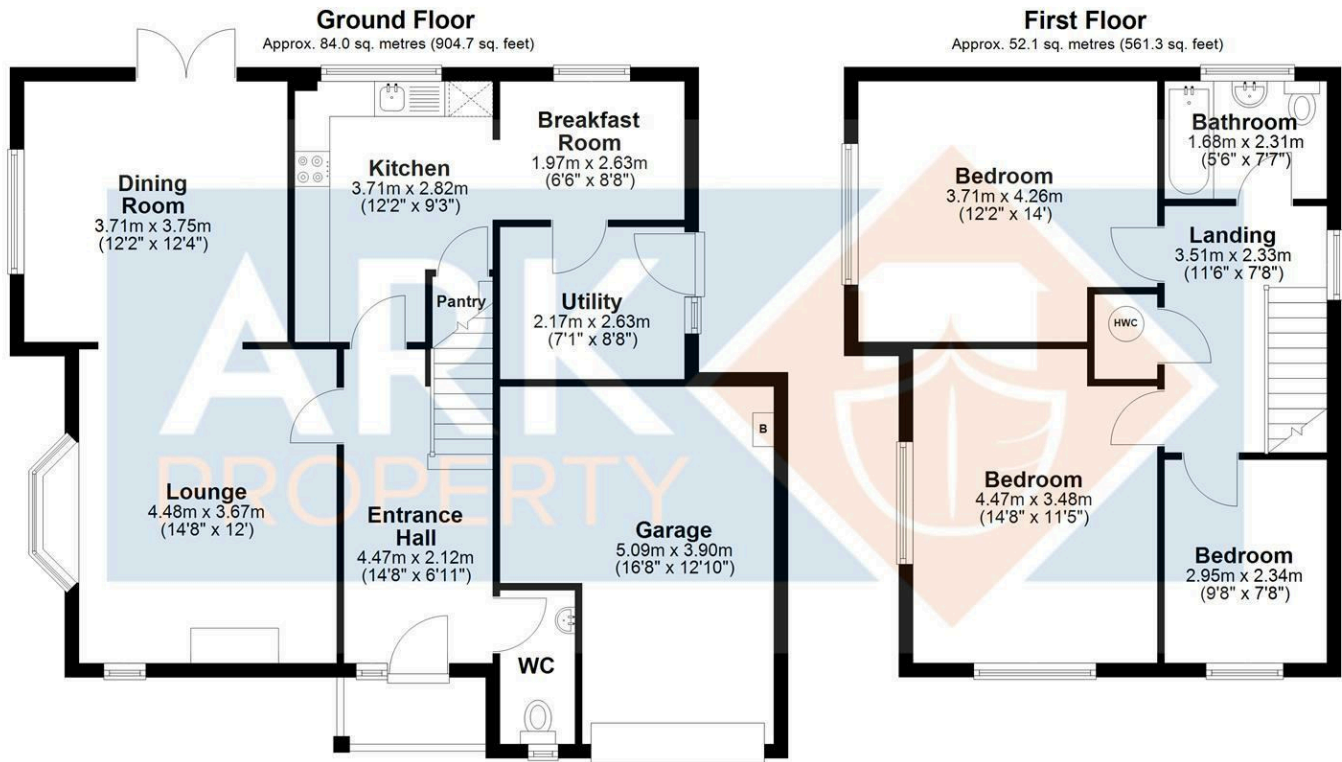 Ground Floor
Approx. 84.0 sq. metres (904.7 sq. feet)
Dining
Room
3.71m x 3.75m
(12'2" x 12'4")
Kitchen
3.71m x 2.82m
(12'2" x 9'3")
Breakfast
Room
1.97m x 2.63m
(6'6" x 8'8")
Pantry
Utility
2.17m x 2.63m
(7'1" x 8'8")
Lounge
4.48m x 3.67m
(14'8" x 12')
Entrance
Hall
4.47m x 2.12m
(14'8" x 6'11")
B
Garage
5.09m x 3.90m
(16'8" x 12'10")
WC
First Floor
Approx. 52.1 sq. metres (561.3 sq. feet)
Bedroom
3.71m x 4.26m
(12'2" x 14')
Bathroom
1.68m x 2.31m
(5'6" x 7'7")
Landing
3.51m x 2.33m
(11'6" x 7'8")
HWC
Bedroom
4.47m x 3.48m
(14'8" x 11'5")
Bedroom
2.95m x 2.34m
(9'8" x 7'8")
ARK
PROPERTY